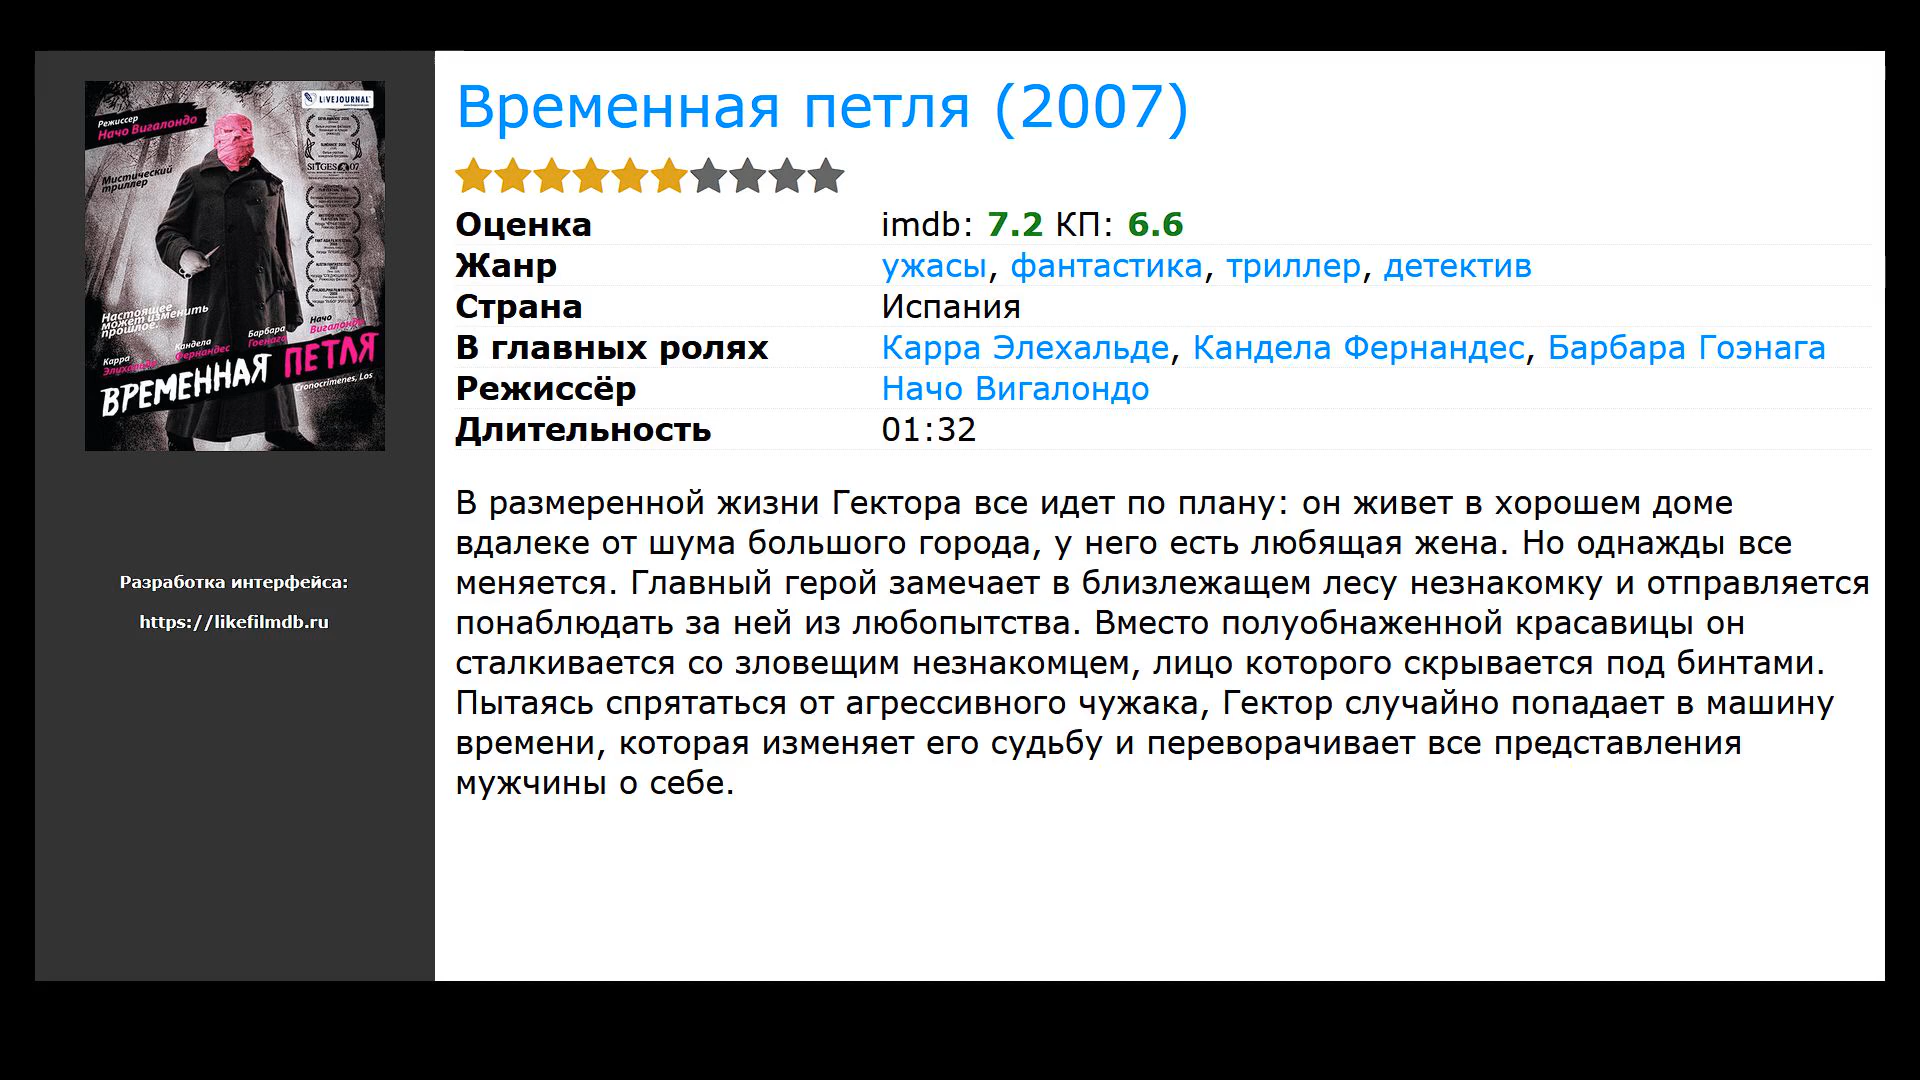 LIVEJOURNAL
Режиссер
Начо Вигалондо
SITGES 07
Мистический
триллер
Настоящее
может изменить
прошлое.
Карра
Элехальде
Кандела
Фернандес
Барбара
Гоенага
Начо
Вигалондо
ВРЕМЕННАЯ ПЕТЛЯ
Cronocrimenes, Los
Разработка интерфейса:
https://likefilmdb.ru
Временная петля (2007)
Оценка imdb: 7.2 КП: 6.6
Жанр ужасы, фантастика, триллер, детектив
Страна Испания
В главных ролях Карра Элехальде, Кандела Фернандес, Барбара Гоэнага
Режиссёр Начо Вигалондо
Длительность 01:32
В размеренной жизни Гектора все идет по плану: он живет в хорошем доме
вдалеке от шума большого города, у него есть любящая жена. Но однажды все
меняется. Главный герой замечает в близлежащем лесу незнакомку и отправляется
понаблюдать за ней из любопытства. Вместо полуобнаженной красавицы он
сталкивается со зловещим незнакомцем, лицо которого скрывается под бинтами.
Пытаясь спрятаться от агрессивного чужака, Гектор случайно попадает в машину
времени, которая изменяет его судьбу и переворачивает все представления
мужчины о себе.